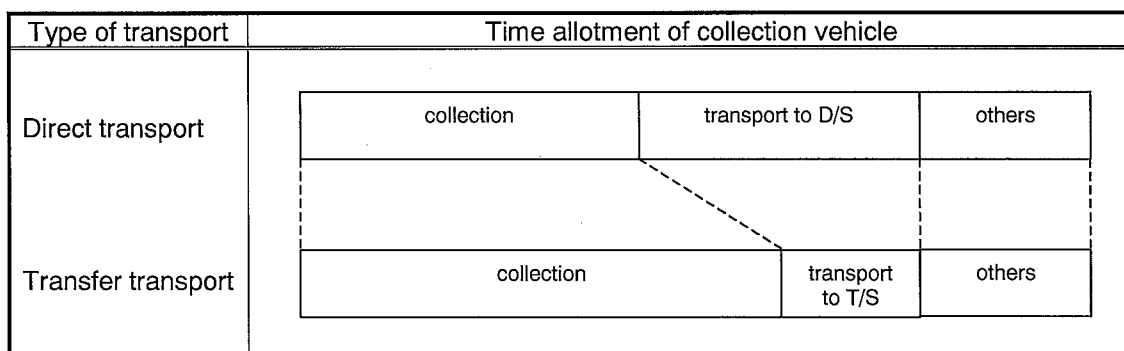 Type of transport
Time allotment of collection vehicle
Direct transport
collection
transport to D/S
others
Transfer transport
collection
transport
to T/S
others